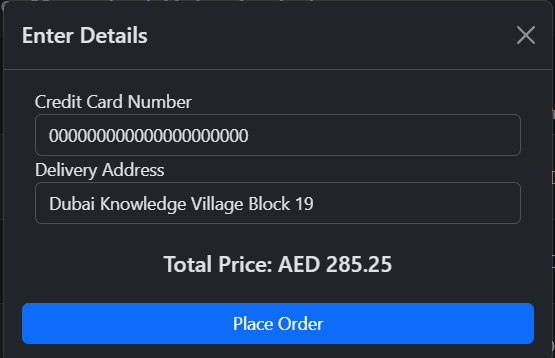 Enter Details
Credit Card Number
000000000000000000000
Delivery Address
Dubai Knowledge Village Block 19
Total Price: AED 285.25
Place Order